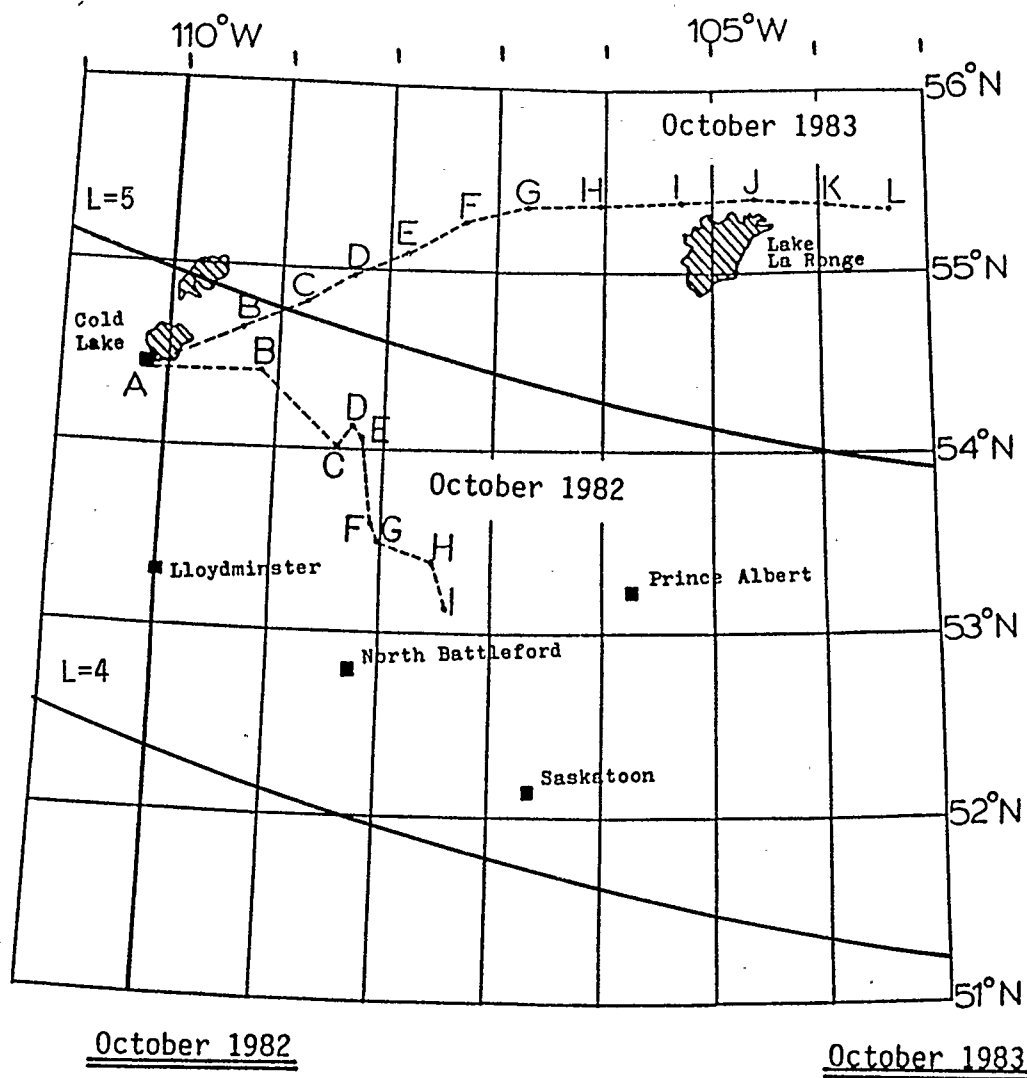 110°W 105°W
56°N
October 1983
L=5
F G H I J K L
E
D
C
B
Lake
La Ronge
55°N
Cold
Lake
A
B
D
E
C
54°N
October 1982
F G
H
I
Lloydminster
Prince Albert
53°N
North Battleford
L=4
Saskatoon
52°N
51°N
October 1982
October 1983